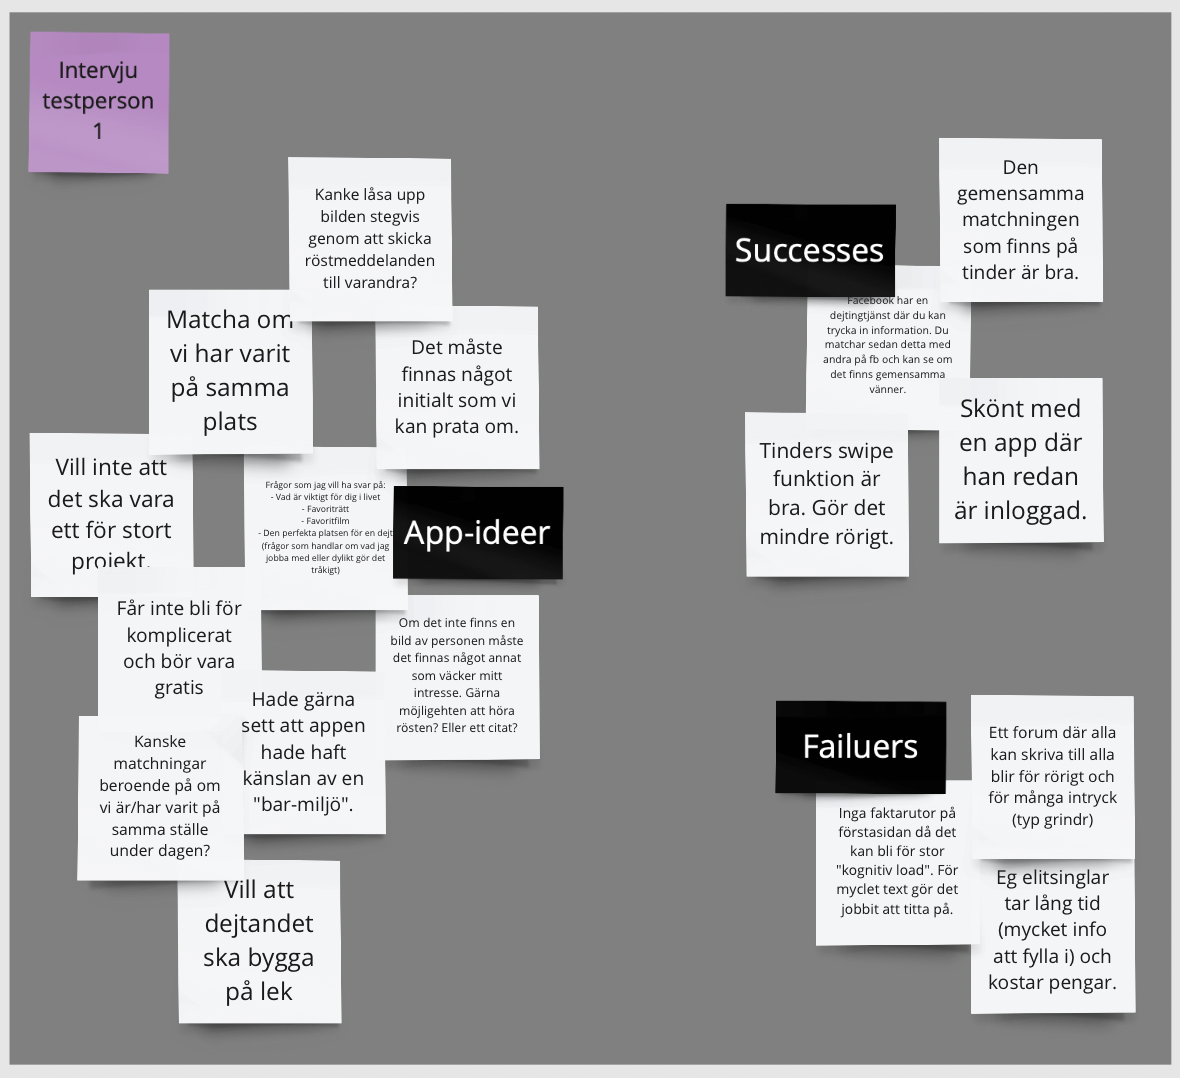 Intervju
testperson
1
Kanke låsa upp
bilden stegvis
genom att skicka
röstmeddelanden
till varandra?
Matcha om
vi har varit
på samma
plats
Det måste
finnas något
initialt som vi
kan prata om.
Vill inte att
det ska vara
ett för stort
projekt.
Frågor som jag vill ha svar på:
- Vad är viktigt för dig i livet
- Favoriträtt
- Favoritfilm
- Den perfekta platsen för en dejt
(frågor som handlar om vad jag
jobba med eller dylikt gör det
tråkigt)
App-ideer
Får inte bli för
komplicerat
och bör vara
gratis
Om det inte finns en
bild av personen måste
det finnas något annat
som väcker mitt
intresse. Gärna
möjligehten att höra
rösten? Eller ett citat?
Hade gärna
sett att appen
hade haft
känslan av en
"bar-miljö".
Kanske
matchningar
beroende på om
vi är/har varit på
samma ställe
under dagen?
Vill att
dejtandet
ska bygga
på lek
Successes
Den
gemensamma
matchningen
som finns på
tinder är bra.
Facebook har en
dejtingtjänst där du kan
trycka in information. Du
matchar sedan detta med
andra på fb och kan se om
det finns gemensamma
vänner.
Tinders swipe
funktion är
bra. Gör det
mindre rörigt.
Skönt med
en app där
han redan
är inloggad.
Failuers
Ett forum där alla
kan skriva till alla
blir för rörigt och
för många intryck
(typ grindr)
Inga faktarutor på
förstasidan då det
kan bli för stor
"kognitiv load". För
myclet text gör det
jobbit att titta på.
Eg elitsinglar
tar lång tid
(mycket info
att fylla i) och
kostar pengar.